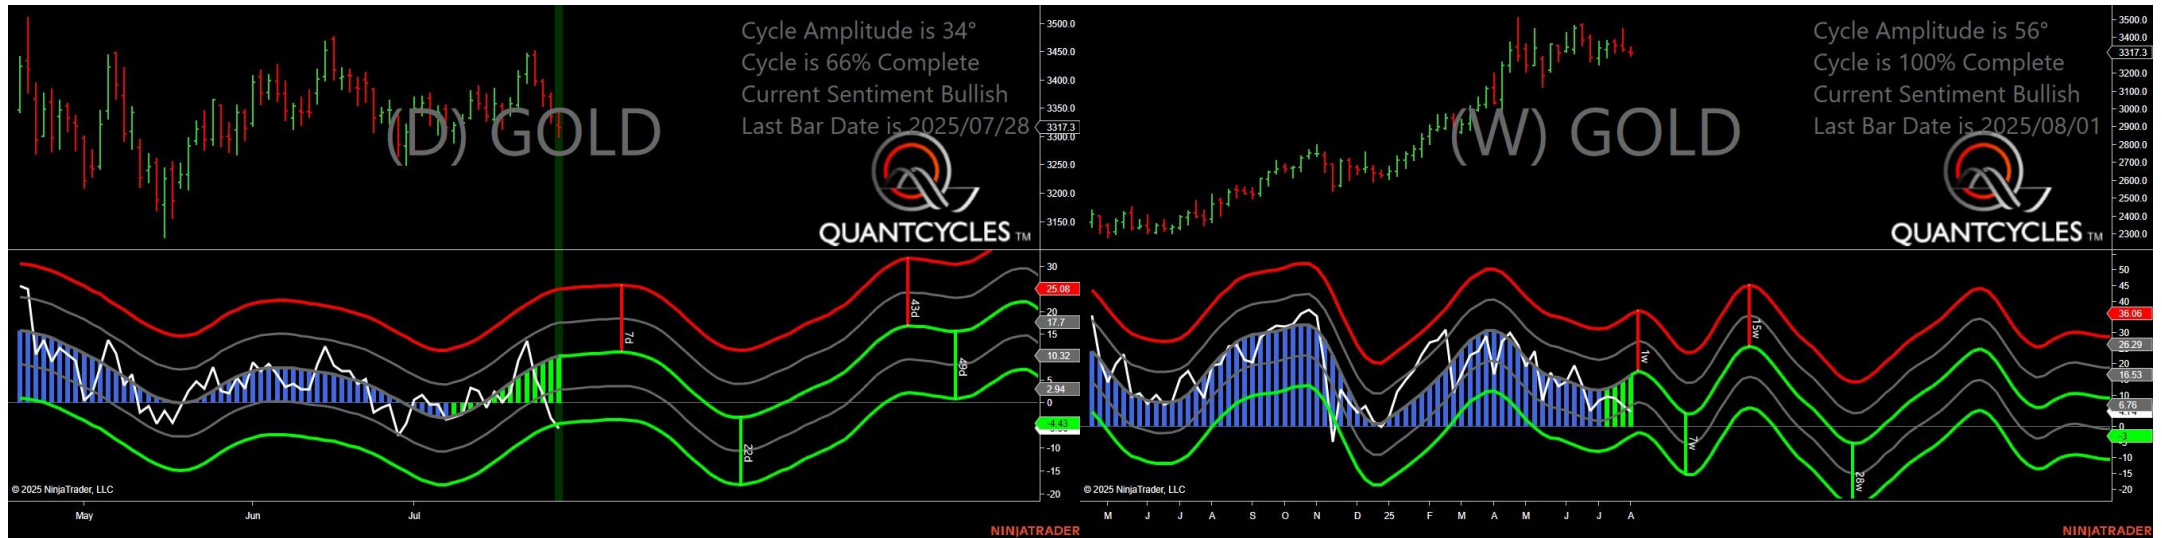 Cycle Amplitude is 34°
Cycle is 66% Complete
Current Sentiment Bullish
Last Bar Date is 2025/07/28
(D) GOLD
QUANTCYCLES TM
3500.0
3450.0
3400.0
3350.0
3317.3
3300.0
3250.0
3200.0
3150.0
30
25.08
20
17.7
15
10.32
5
2.94
0
-4.43
-10
-15
-20
7d
22d
43d
49d
© 2025 NinjaTrader, LLC
May Jun Jul
NINJATRADER
Cycle Amplitude is 56°
Cycle is 100% Complete
Current Sentiment Bullish
Last Bar Date is 2025/08/01
(W) GOLD
QUANTCYCLES TM
3500.0
3400.0
3317.3
3200.0
3100.0
3000.0
2900.0
2800.0
2700.0
2600.0
2500.0
2400.0
2300.0
50
45
40
36.06
30
26.29
20
16.53
10
6.76
0
-3
-10
-15
-20
1w
7w
15w
28w
© 2025 NinjaTrader, LLC
M J J A S O N D 25 F M A M J J A
NINJATRADER